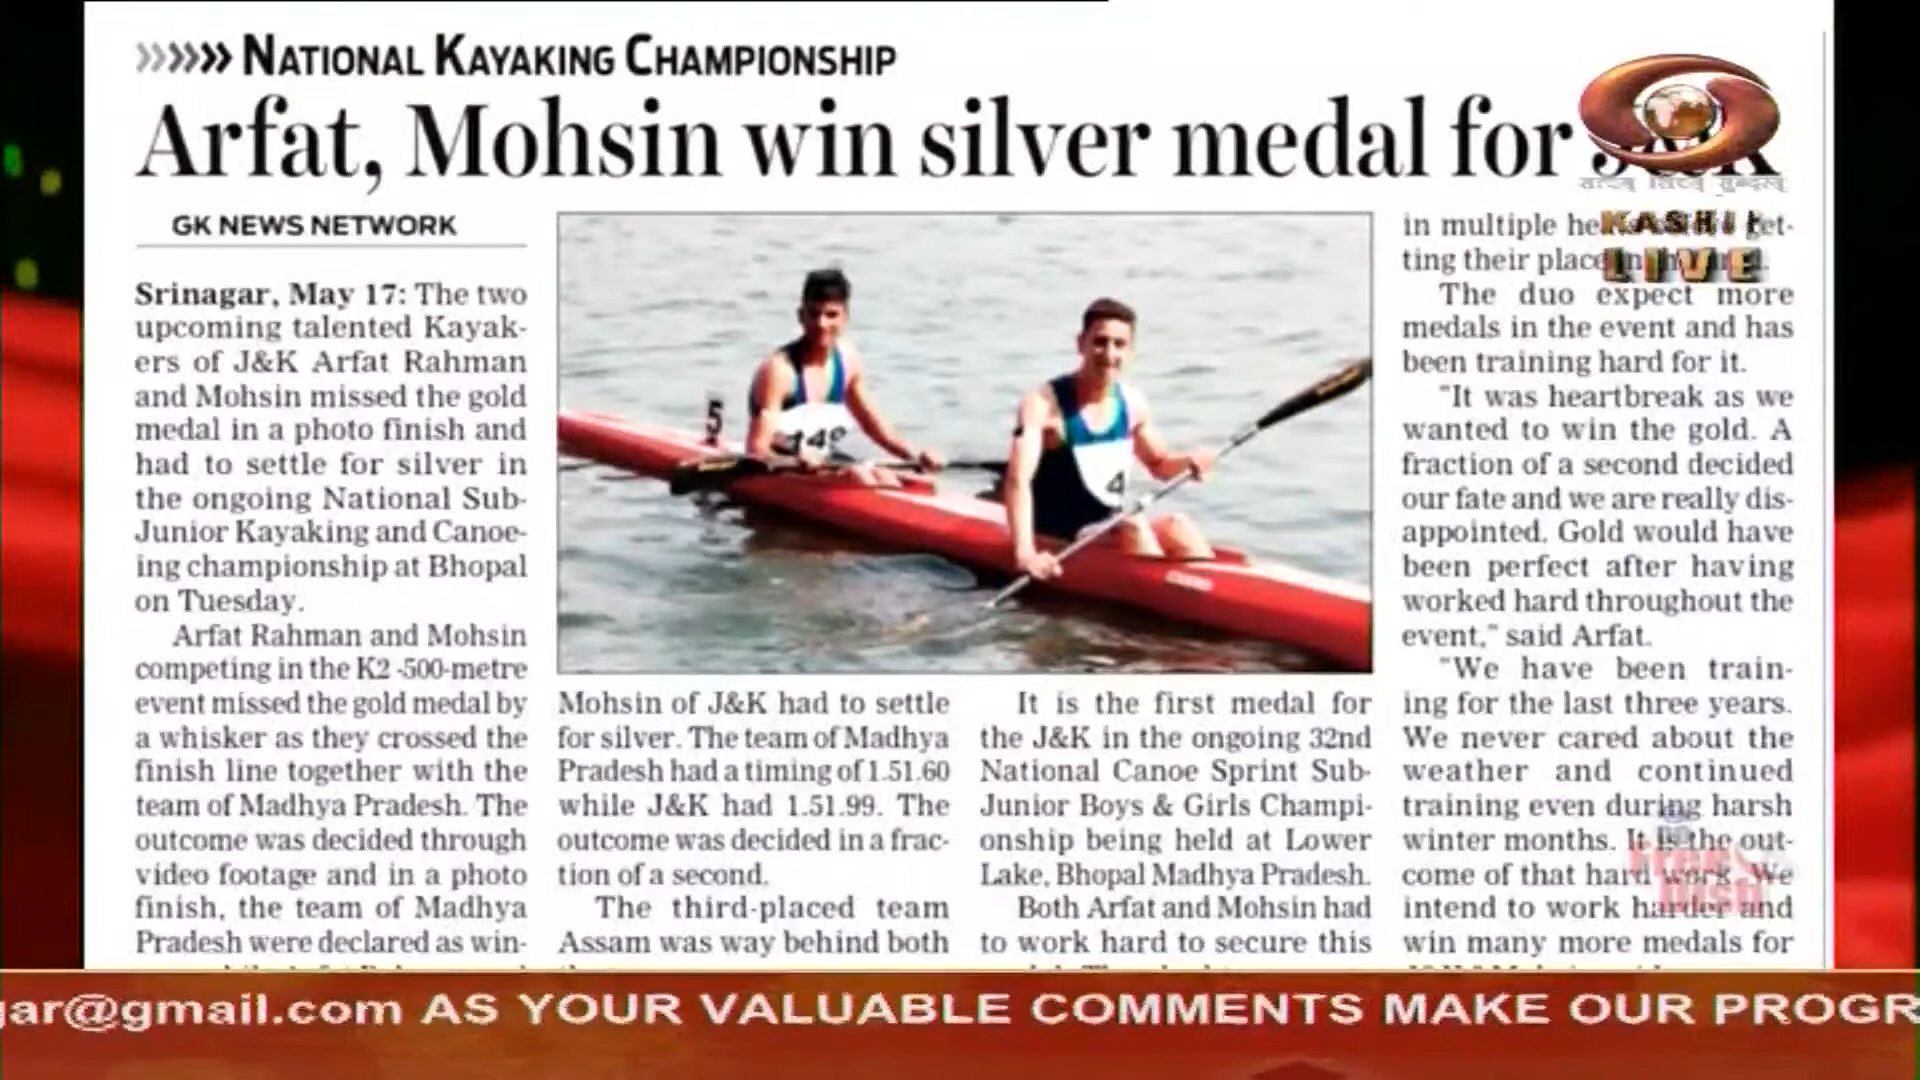 NATIONAL KAYAKING CHAMPIONSHIP
Arfat, Mohsin win silver medal for J&K
GK NEWS NETWORK
Srinagar, May 17: The two
upcoming talented Kayak-
ers of J&K Arfat Rahman
and Mohsin missed the gold
medal in a photo finish and
had to settle for silver in
the ongoing National Sub-
Junior Kayaking and Canoe-
ing championship at Bhopal
on Tuesday.
Arfat Rahman and Mohsin
competing in the K2 -500-metre
event missed the gold medal by
a whisker as they crossed the
finish line together with the
team of Madhya Pradesh. The
outcome was decided through
video footage and in a photo
finish, the team of Madhya
Pradesh were declared as win-
5
4
Mohsin of J&K had to settle
for silver. The team of Madhya
Pradesh had a timing of 1.51.60
while J&K had 1.51.99. The
outcome was decided in a frac-
tion of a second.
The third-placed team
Assam was way behind both
It is the first medal for
the J&K in the ongoing 32nd
National Canoe Sprint Sub-
Junior Boys & Girls Champi-
onship being held at Lower
Lake, Bhopal Madhya Pradesh.
Both Arfat and Mohsin had
to work hard to secure this
in multiple get-
ting their place
The duo expect more
medals in the event and has
been training hard for it.
"It was heartbreak as we
wanted to win the gold. A
fraction of a second decided
our fate and we are really dis-
appointed. Gold would have
been perfect after having
worked hard throughout the
event," said Arfat.
"We have been train-
ing for the last three years.
We never cared about the
weather and continued
training even during harsh
winter months. It is the out-
come of that hard work. We
intend to work harder and
win many more medals for
सत्यम् शिवम् सुन्दरम्
LIVE
gar@gmail.com AS YOUR VALUABLE COMMENTS MAKE OUR PROGR